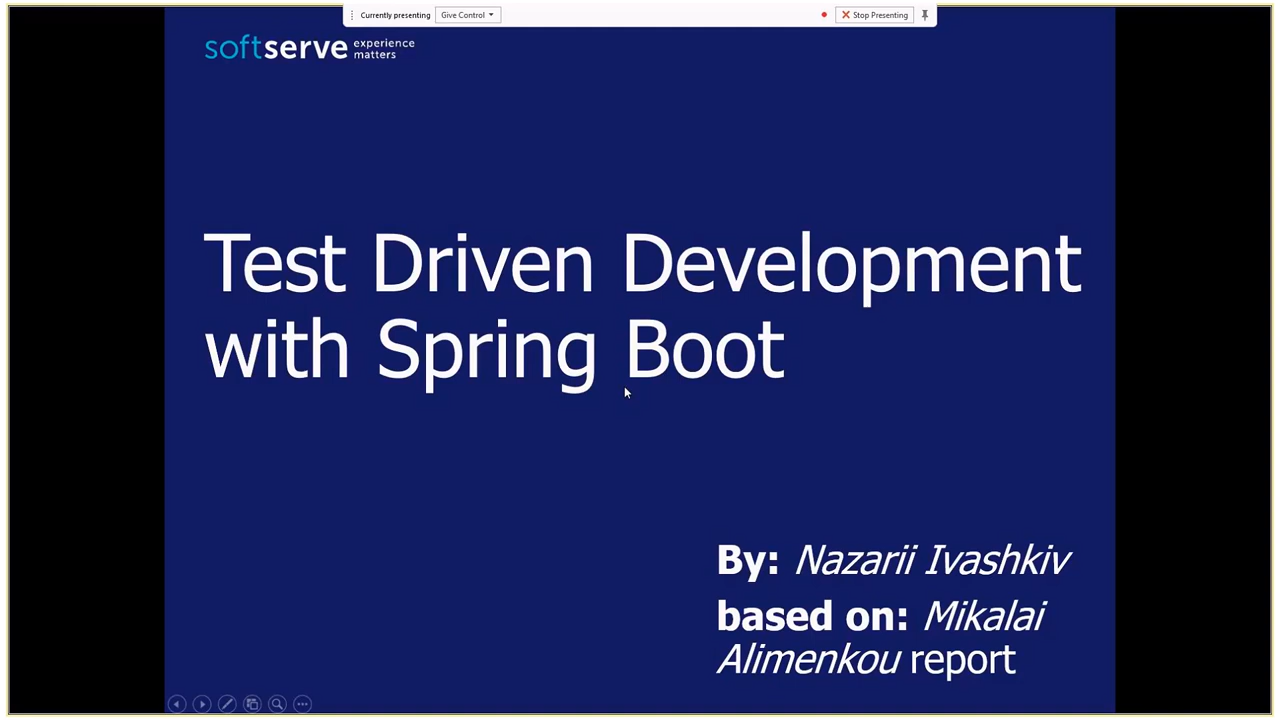 Currently presenting Give Control Stop Presenting
softserve experience
matters
Test Driven Development
with Spring Boot
By: Nazarii Ivashkiv
based on: Mikalai
Alimenkou report